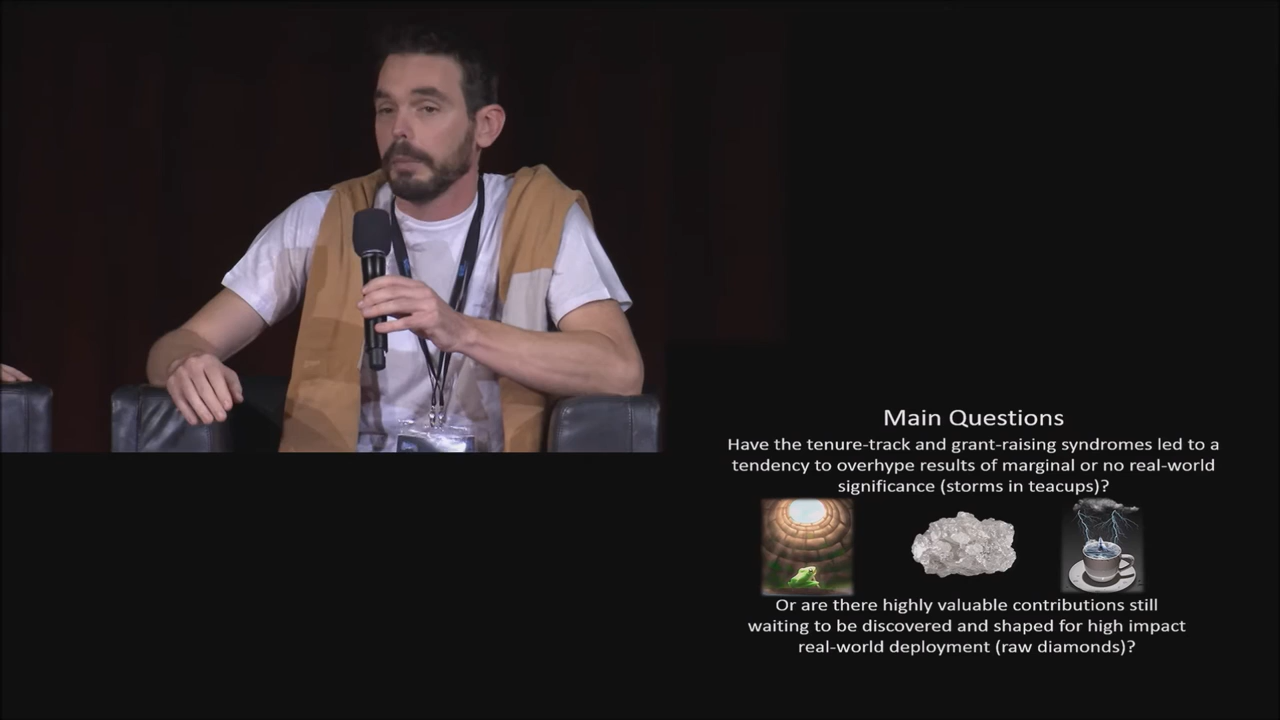 Main Questions
Have the tenure-track and grant-raising syndromes led to a
tendency to overhype results of marginal or no real-world
significance (storms in teacups)?
Or are there highly valuable contributions still
waiting to be discovered and shaped for high impact
real-world deployment (raw diamonds)?